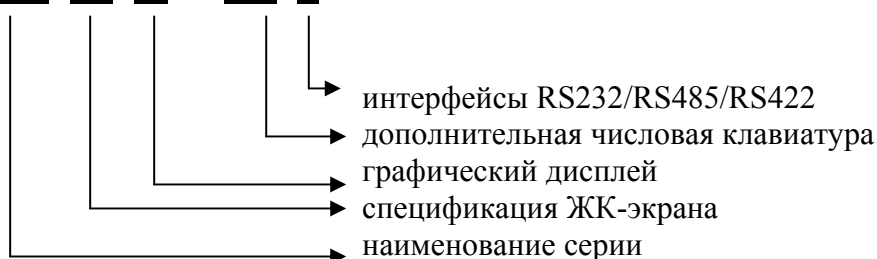 интерфейсы RS232/RS485/RS422
дополнительная числовая клавиатура
графический дисплей
спецификация ЖК-экрана
наименование серии